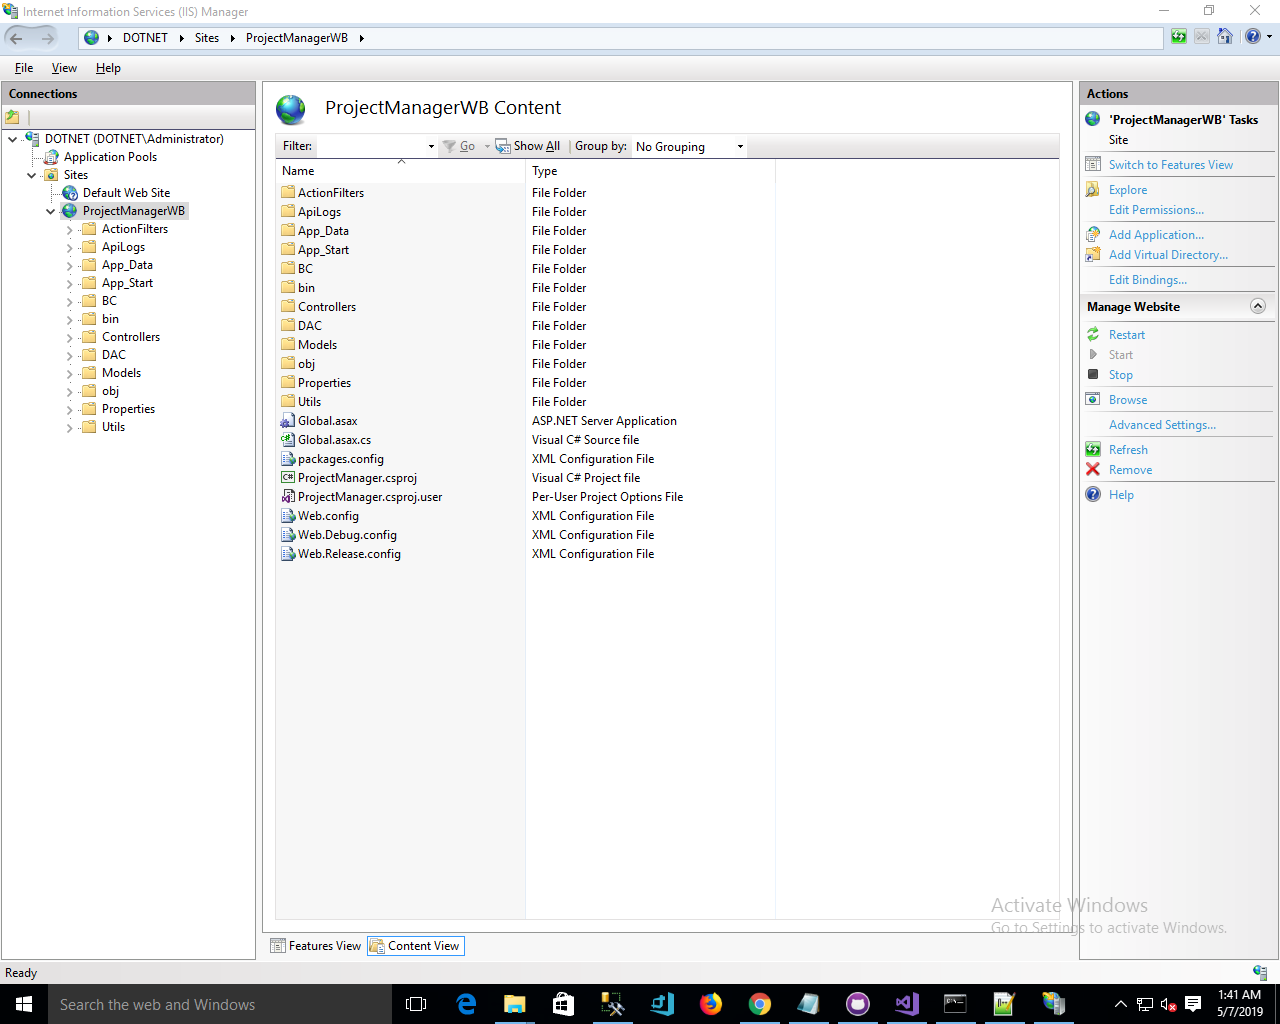 Internet Information Services (IIS) Manager
DOTNET Sites ProjectManagerWB
File View Help
Connections
DOTNET (DOTNET\Administrator)
Application Pools
Sites
Default Web Site
ProjectManagerWB
ActionFilters
ApiLogs
App_Data
App_Start
BC
bin
Controllers
DAC
Models
obj
Properties
Utils
ProjectManagerWB Content
Filter: Go Show All Group by: No Grouping
Name Type
ActionFilters File Folder
ApiLogs File Folder
App_Data File Folder
App_Start File Folder
BC File Folder
bin File Folder
Controllers File Folder
DAC File Folder
Models File Folder
obj File Folder
Properties File Folder
Utils File Folder
Global.asax ASP.NET Server Application
Global.asax.cs Visual C# Source file
packages.config XML Configuration File
ProjectManager.csproj Visual C# Project file
ProjectManager.csproj.user Per-User Project Options File
Web.config XML Configuration File
Web.Debug.config XML Configuration File
Web.Release.config XML Configuration File
Features View Content View
Actions
'ProjectManagerWB' Tasks
Site
Switch to Features View
Explore
Edit Permissions...
Add Application...
Add Virtual Directory...
Edit Bindings...
Manage Website
Restart
Start
Stop
Browse
Advanced Settings...
Refresh
Remove
Help
Activate Windows
Go to Settings to activate Windows.
Ready
Search the web and Windows
1:41 AM
5/7/2019